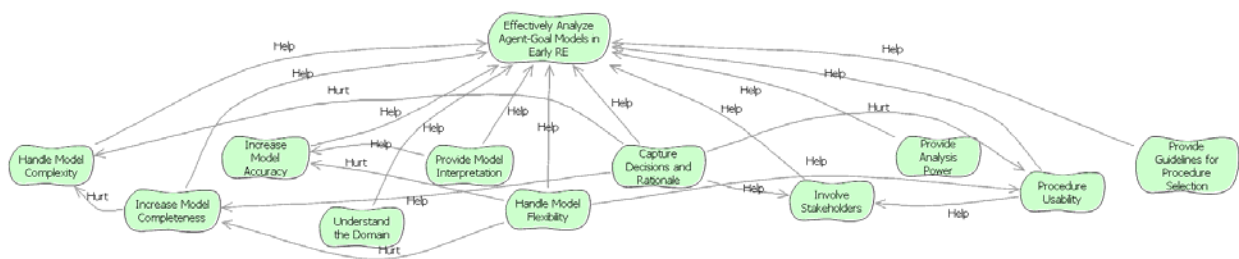 Effectively Analyze
Agent-Goal Models in
Early RE
Help
Help
Help
Hurt
Help
Help
Help
Help
Help
Help
Help
Help
Hurt
Handle Model
Complexity
Increase
Model
Accuracy
Help
Hurt
Provide Model
Interpretation
Capture
Decisions and
Rationale
Help
Provide
Analysis
Power
Provide
Guidelines for
Procedure
Selection
Hurt
Increase Model
Completeness
Help
Understand
the Domain
Handle Model
Flexibility
Help
Involve
Stakeholders
Help
Procedure
Usability
Hurt